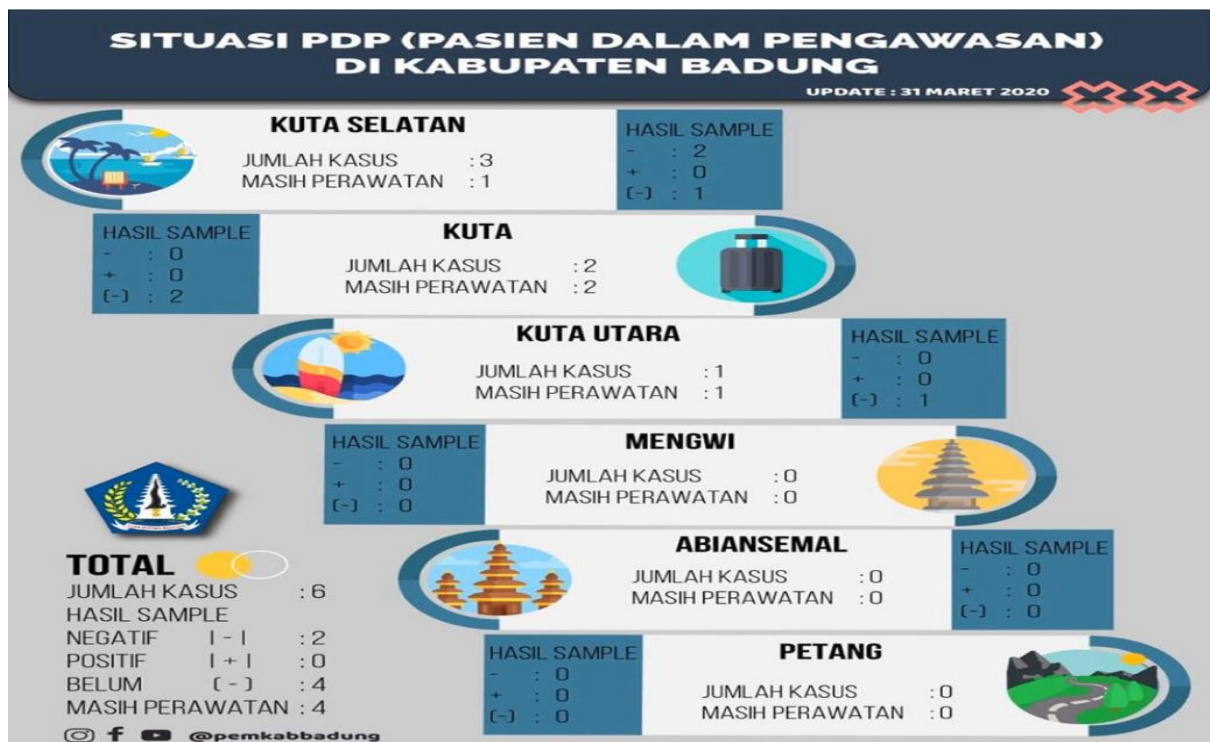 SITUASI PDP (PASIEN DALAM PENGAWASAN)
DI KABUPATEN BADUNG
UPDATE : 31 MARET 2020
KUTA SELATAN
JUMLAH KASUS : 3
MASIH PERAWATAN : 1
HASIL SAMPLE
- : 2
+ : 0
(-) : 1
HASIL SAMPLE
- : 0
+ : 0
(-) : 2
KUTA
JUMLAH KASUS : 2
MASIH PERAWATAN : 2
KUTA UTARA
JUMLAH KASUS : 1
MASIH PERAWATAN : 1
HASIL SAMPLE
- : 0
+ : 0
(-) : 1
HASIL SAMPLE
- : 0
+ : 0
(-) : 0
MENGWI
JUMLAH KASUS : 0
MASIH PERAWATAN : 0
ABIANSEMAL
JUMLAH KASUS : 0
MASIH PERAWATAN : 0
HASIL SAMPLE
- : 0
+ : 0
(-) : 0
HASIL SAMPLE
- : 0
+ : 0
(-) : 0
PETANG
JUMLAH KASUS : 0
MASIH PERAWATAN : 0
TOTAL
JUMLAH KASUS : 6
HASIL SAMPLE
NEGATIF | - | : 2
POSITIF | + | : 0
BELUM (-) : 4
MASIH PERAWATAN : 4
@pemkabbadung